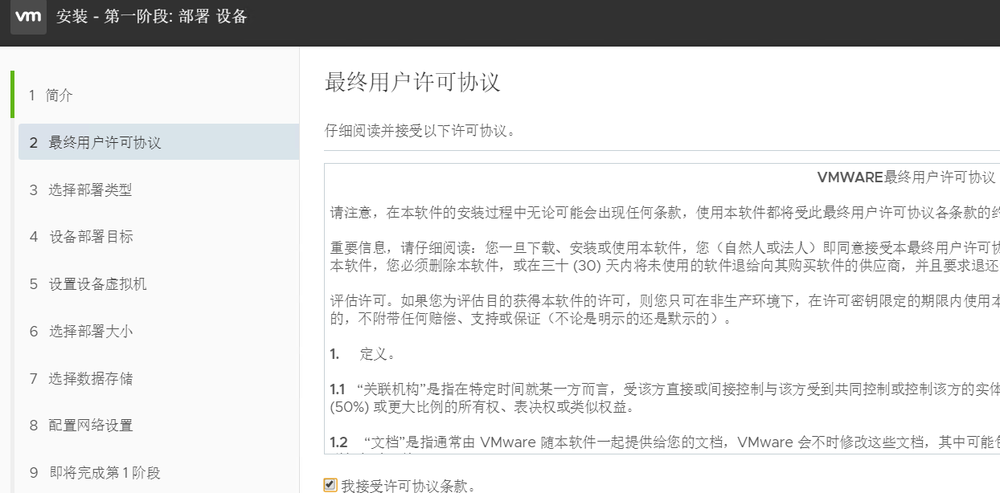 vm 安装 - 第一阶段: 部署 设备
1 简介
2 最终用户许可协议
3 选择部署类型
4 设备部署目标
5 设置设备虚拟机
6 选择部署大小
7 选择数据存储
8 配置网络设置
9 即将完成第 1 阶段
最终用户许可协议
仔细阅读并接受以下许可协议。
VMWARE最终用户许可协议
请注意，在本软件的安装过程中无论可能会出现任何条款，使用本软件都将受此最终用户许可协议各条款的约
重要信息，请仔细阅读：您一旦下载、安装或使用本软件，您（自然人或法人）即同意接受本最终用户许可协
本软件，您必须删除本软件，或在三十 (30) 天内将未使用的软件退给向其购买软件的供应商，并且要求退还
评估许可。如果您为评估目的获得本软件的许可，则您只可在非生产环境下，在许可密钥限定的期限内使用本
的，不附带任何赔偿、支持或保证（不论是明示的还是默示的）。
1. 定义。
1.1 “关联机构”是指在特定时间就某一方而言，受该方直接或间接控制与该方受到共同控制或控制该方的实体
(50%) 或更大比例的所有权、表决权或类似权益。
1.2 “文档”是指通常由 VMware 随本软件一起提供给您的文档，VMware 会不时修改这些文档，其中可能包
我接受许可协议条款。